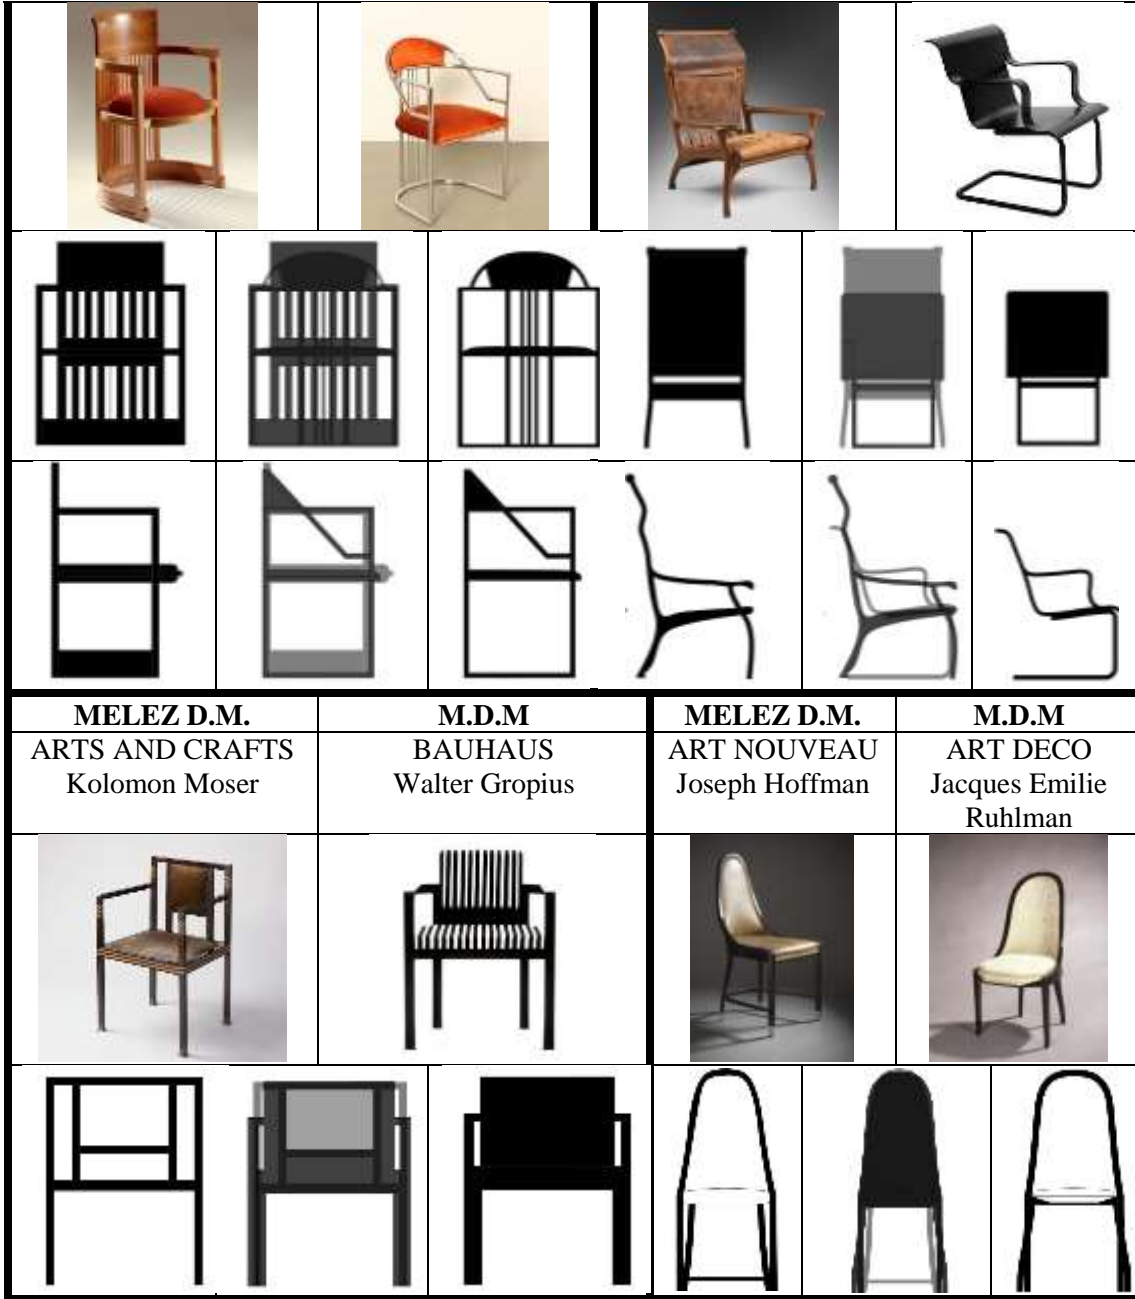 MELEZ D.M.
M.D.M
MELEZ D.M.
M.D.M
ARTS AND CRAFTS
Kolomon Moser
BAUHAUS
Walter Gropius
ART NOUVEAU
Joseph Hoffman
ART DECO
Jacques Emilie
Ruhlman